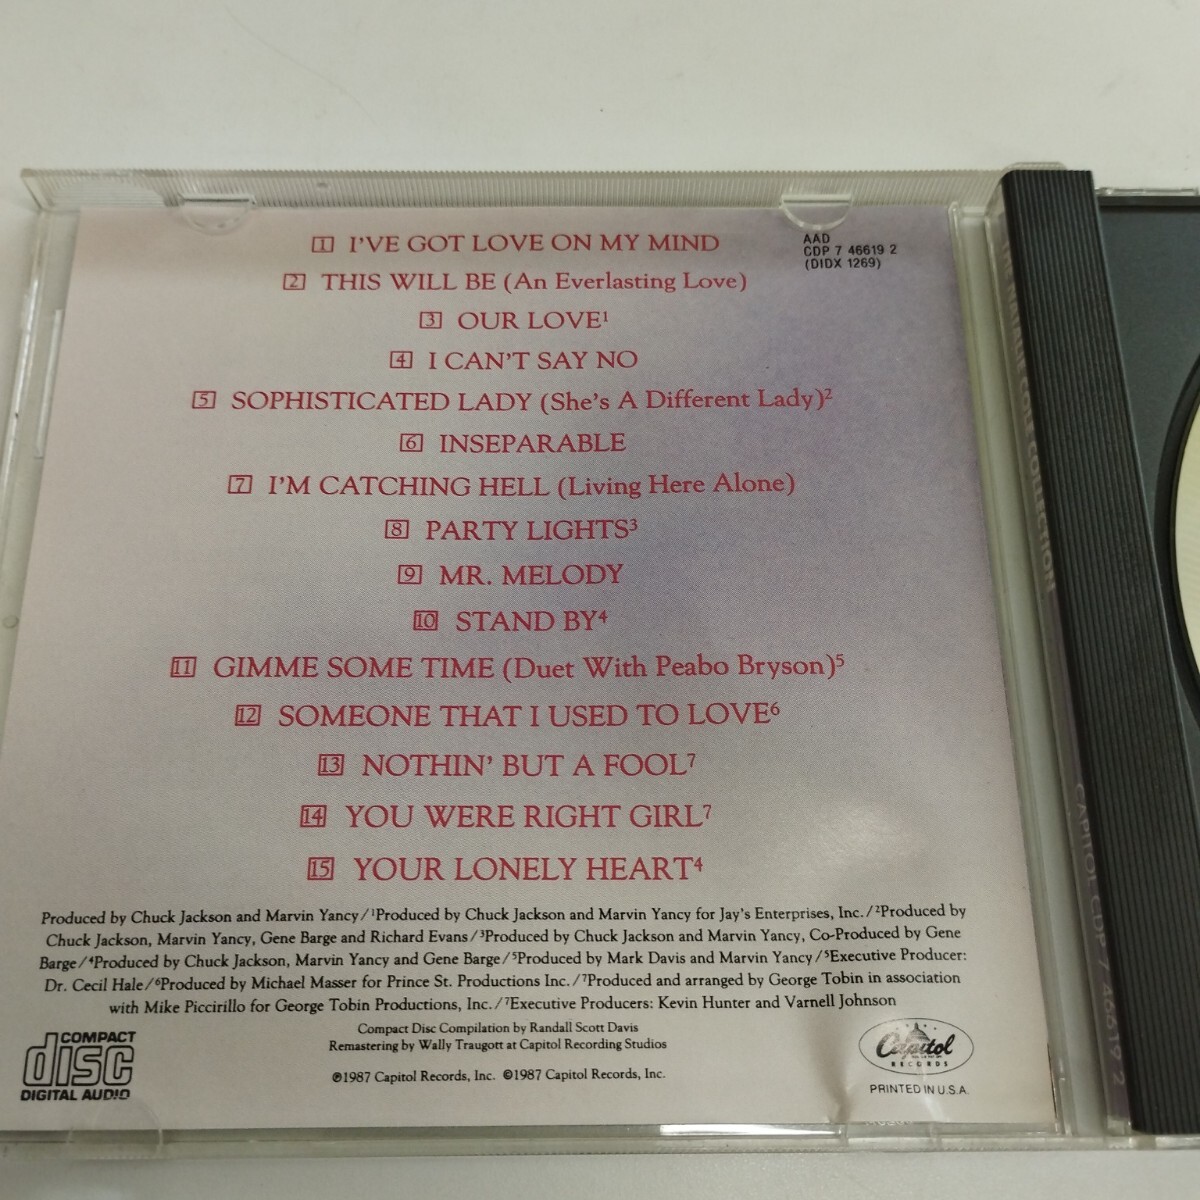 1 I'VE GOT LOVE ON MY MIND
AAD
CDP 7 46619 2
(DIDX 1269)
2 THIS WILL BE (An Everlasting Love)
3 OUR LOVE¹
4 I CAN'T SAY NO
5 SOPHISTICATED LADY (She's A Different Lady)²
6 INSEPARABLE
7 I'M CATCHING HELL (Living Here Alone)
8 PARTY LIGHTS³
9 MR. MELODY
10 STAND BY⁴
11 GIMME SOME TIME (Duet With Peabo Bryson)⁵
12 SOMEONE THAT I USED TO LOVE⁶
13 NOTHIN' BUT A FOOL⁷
14 YOU WERE RIGHT GIRL⁷
15 YOUR LONELY HEART⁴
Produced by Chuck Jackson and Marvin Yancy/¹Produced by Chuck Jackson and Marvin Yancy for Jay's Enterprises, Inc./²Produced by
Chuck Jackson, Marvin Yancy, Gene Barge and Richard Evans/³Produced by Chuck Jackson and Marvin Yancy, Co-Produced by Gene
Barge/⁴Produced by Chuck Jackson, Marvin Yancy and Gene Barge/⁵Produced by Mark Davis and Marvin Yancy/⁵Executive Producer:
Dr. Cecil Hale/⁶Produced by Michael Masser for Prince St. Productions Inc./⁷Produced and arranged by George Tobin in association
with Mike Piccirillo for George Tobin Productions, Inc./⁷Executive Producers: Kevin Hunter and Varnell Johnson
Compact Disc Compilation by Randall Scott Davis
Remastering by Wally Traugott at Capitol Recording Studios
℗1987 Capitol Records, Inc. ©1987 Capitol Records, Inc.
COMPACT
disc
DIGITAL AUDIO
Capitol
RECORDS
PRINTED IN U.S.A.
COLE COLLECTION
CAPITOL CDP 7 46619 2